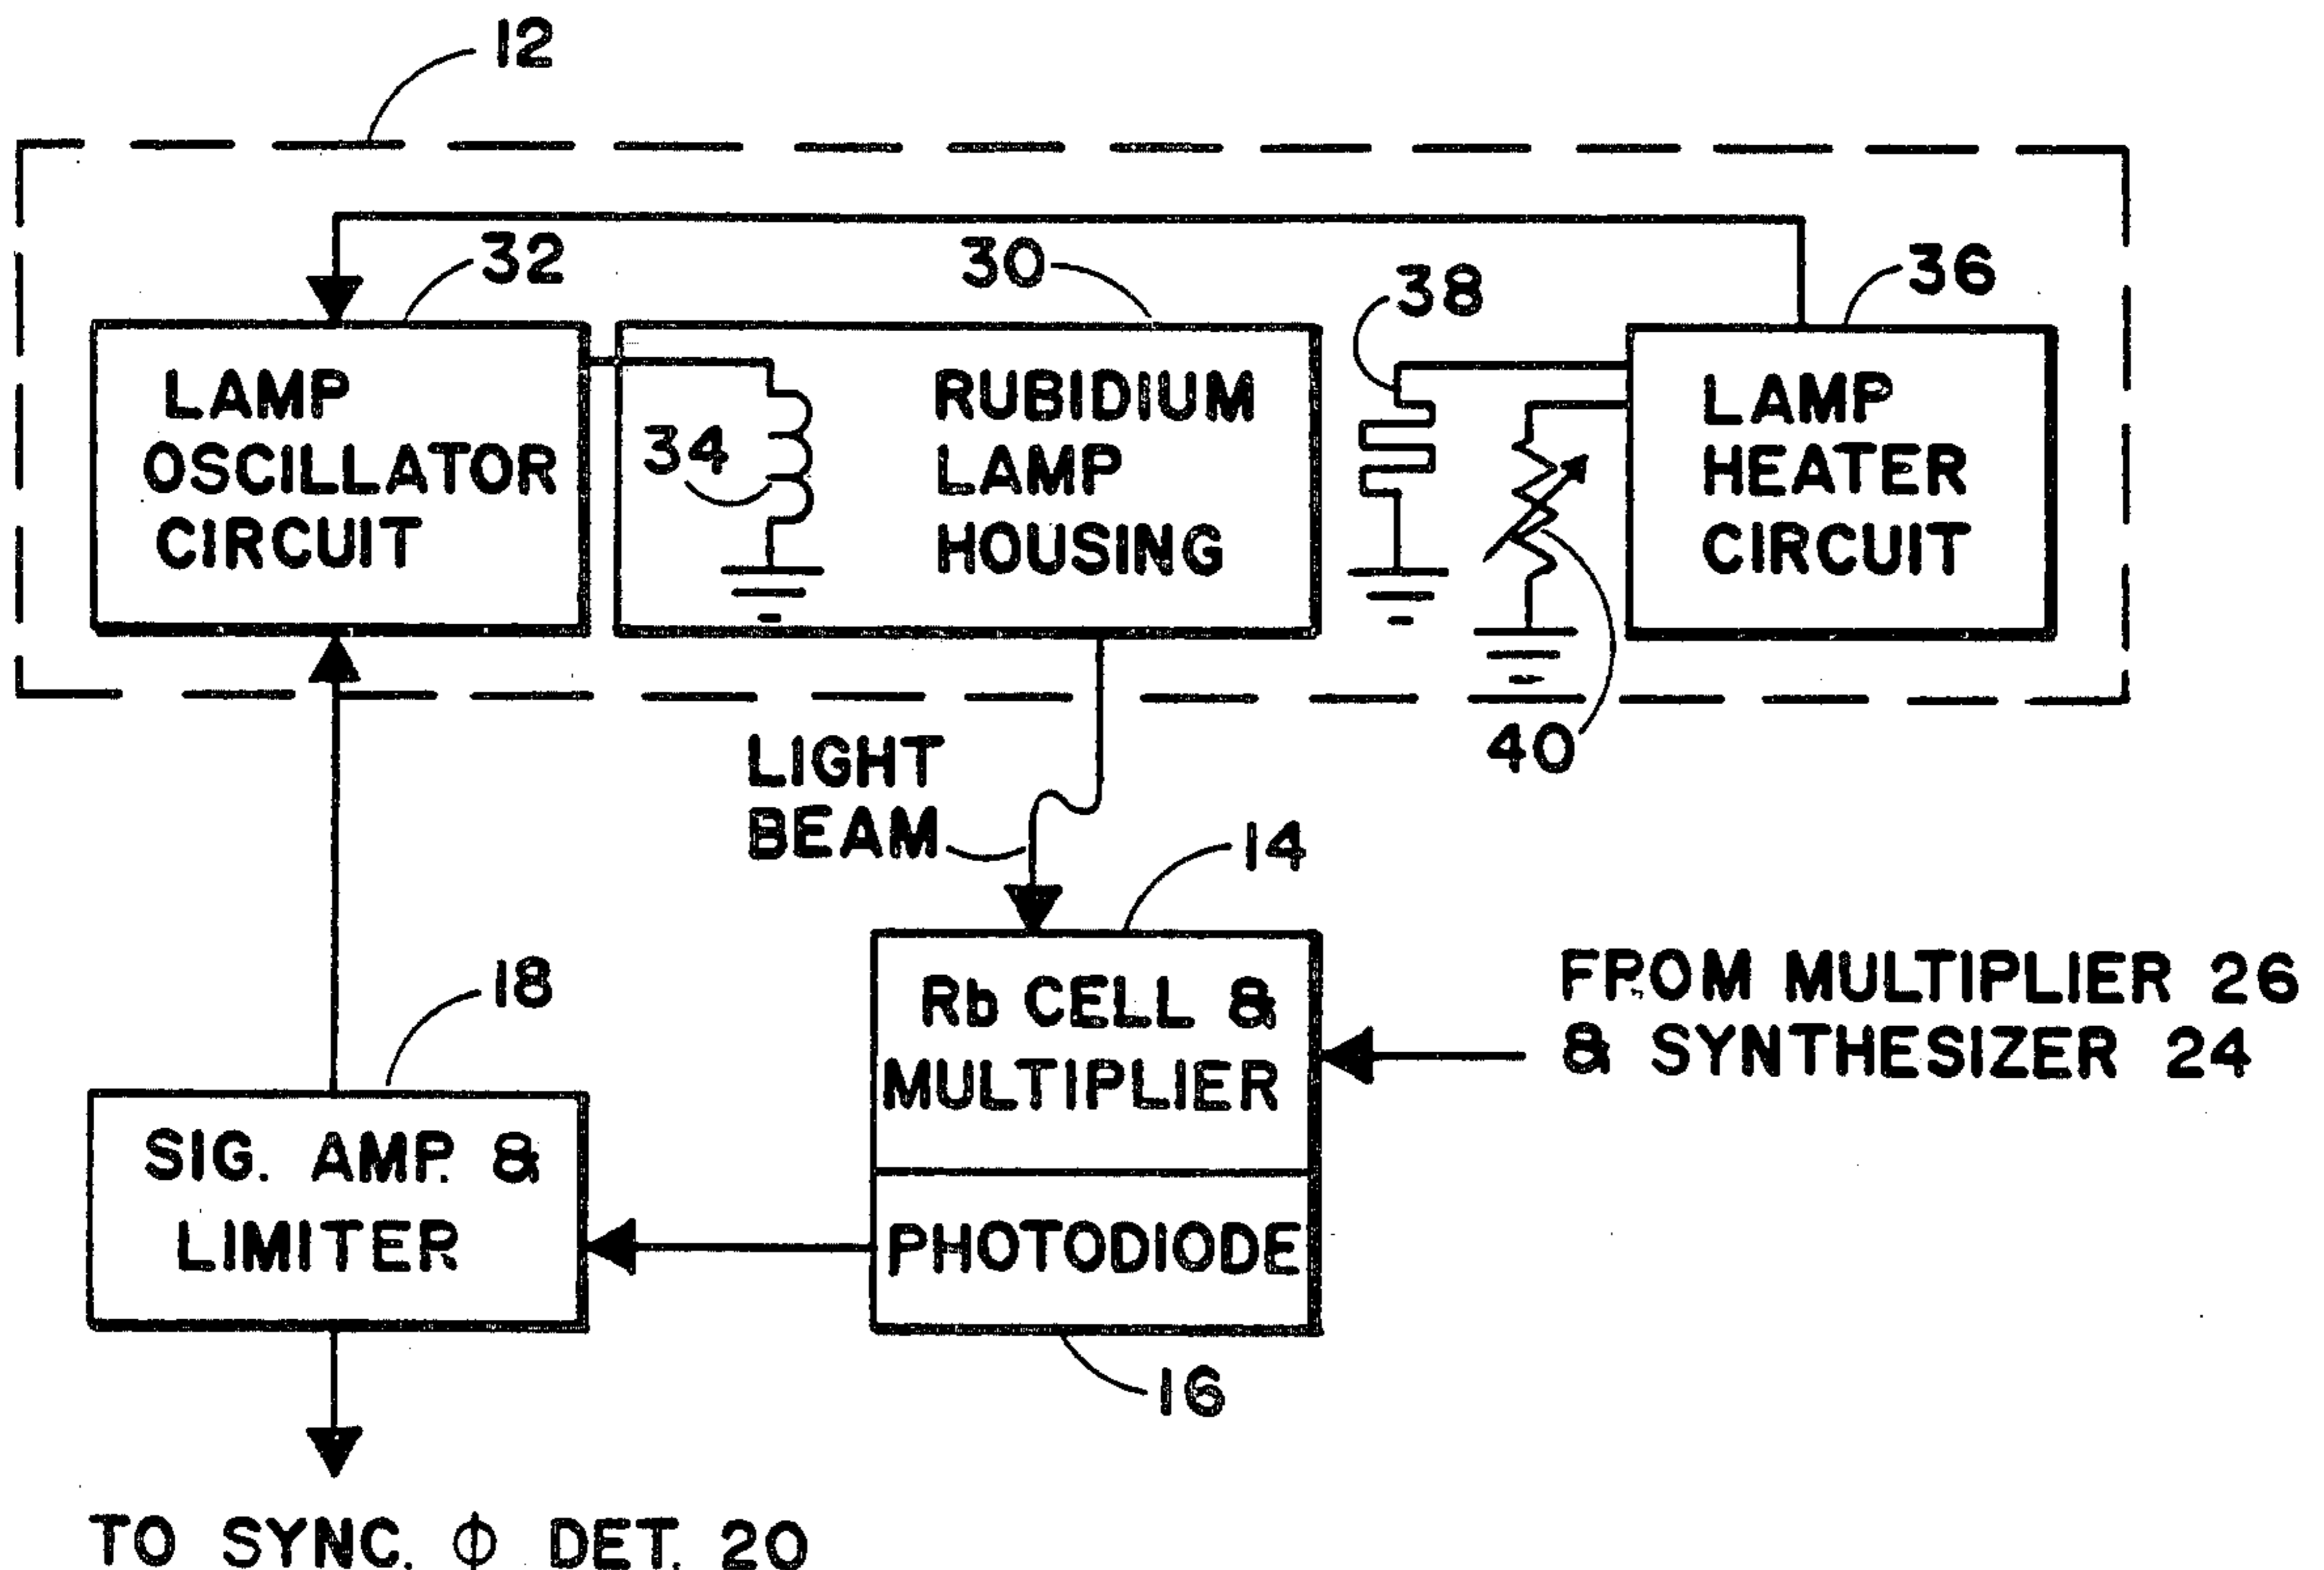 12
32
30
38
36
LAMP
OSCILLATOR
CIRCUIT
34
RUBIDIUM
LAMP
HOUSING
LAMP
HEATER
CIRCUIT
40
LIGHT
BEAM
14
Rb CELL &
MULTIPLIER
FROM MULTIPLIER 26
& SYNTHESIZER 24
18
SIG. AMP. &
LIMITER
PHOTODIODE
16
TO SYNC. ϕ DET. 20